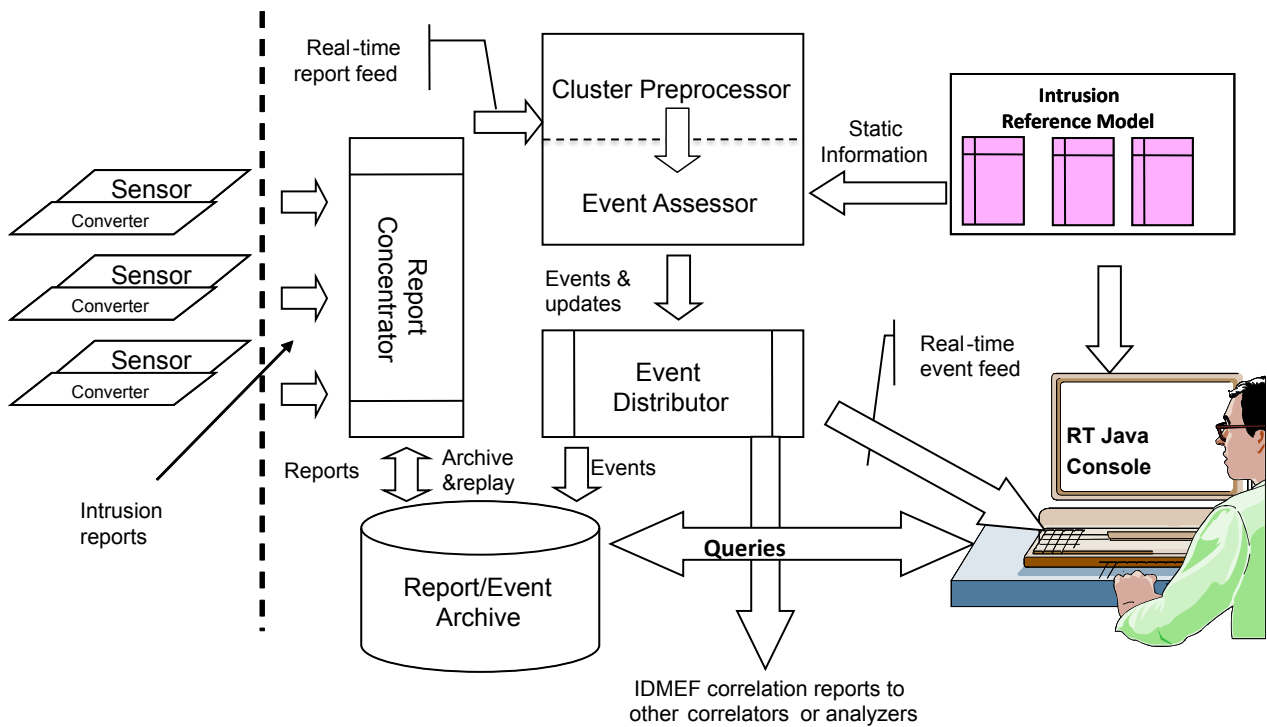 Real-time
report feed
Cluster Preprocessor
Event Assessor
Static
Information
Intrusion
Reference Model
Sensor
Converter
Sensor
Converter
Sensor
Converter
Report
Concentrator
Events &
updates
Event
Distributor
Real-time
event feed
RT Java
Console
Reports
Archive
&replay
Events
Intrusion
reports
Queries
Report/Event
Archive
IDMEF correlation reports to
other correlators or analyzers